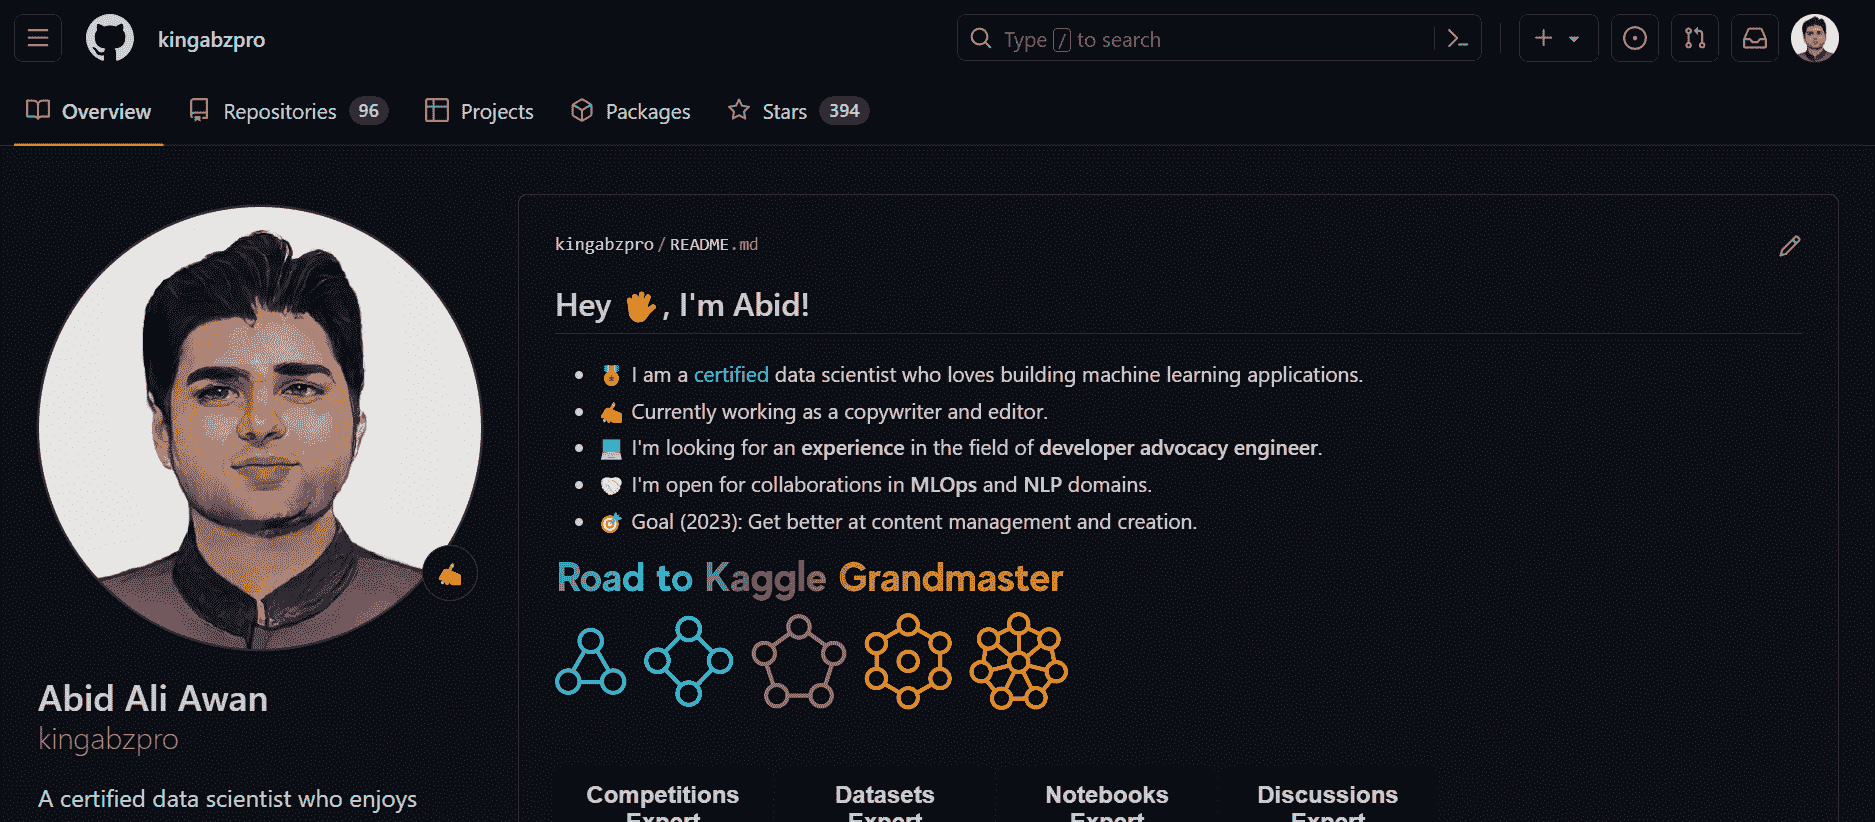 kingabzpro
Type / to search
Overview
Repositories 96
Projects
Packages
Stars 394
kingabzpro/README.md
Hey 🖐, I'm Abid!
🏅 I am a certified data scientist who loves building machine learning applications.
✍ Currently working as a copywriter and editor.
💻 I'm looking for an experience in the field of developer advocacy engineer.
🤝 I'm open for collaborations in MLOps and NLP domains.
🎯 Goal (2023): Get better at content management and creation.
Road to Kaggle Grandmaster
Abid Ali Awan
kingabzpro
A certified data scientist who enjoys
Competitions Datasets Notebooks Discussions
Expert Expert Expert Expert